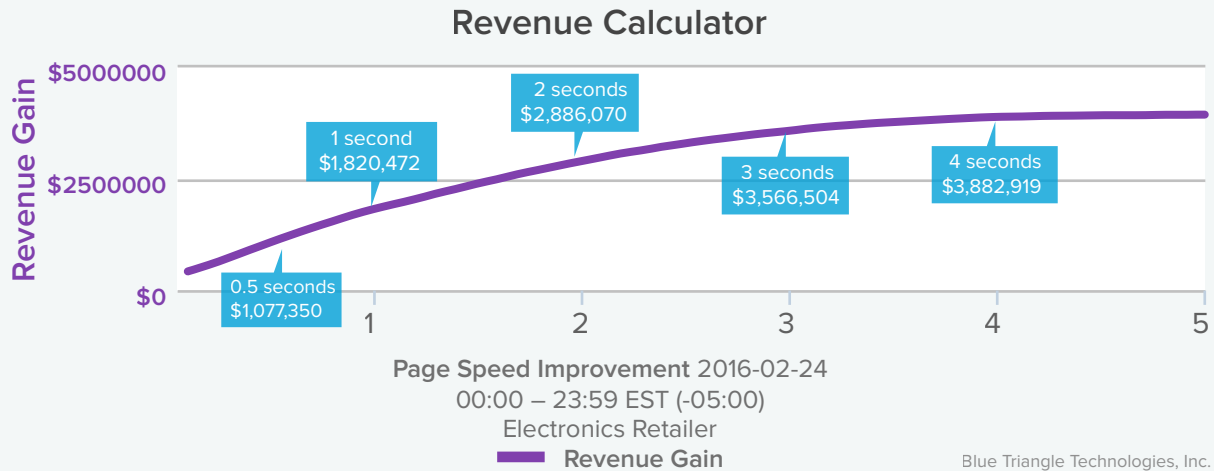 Revenue Calculator
Revenue Gain
$5000000
$2500000
$0
0.5 seconds
$1,077,350
1 second
$1,820,472
2 seconds
$2,886,070
3 seconds
$3,566,504
4 seconds
$3,882,919
1
2
3
4
5
Page Speed Improvement 2016-02-24
00:00 – 23:59 EST (-05:00)
Electronics Retailer
Revenue Gain
Blue Triangle Technologies, Inc.